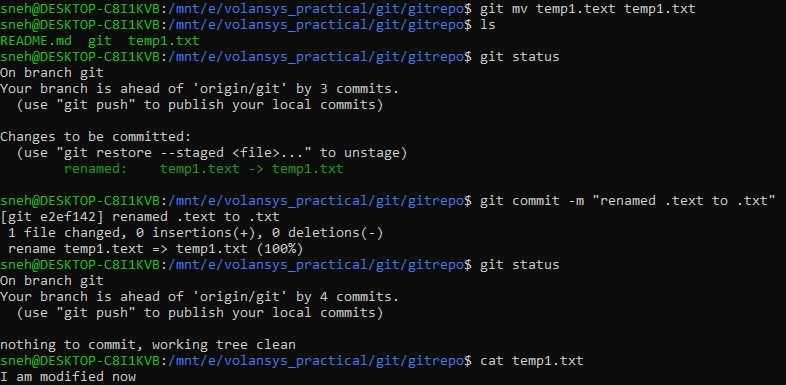 sneh@DESKTOP-C8I1KVB:/mnt/e/volansys_practical/git/gitrepo$ git mv temp1.text temp1.txt
sneh@DESKTOP-C8I1KVB:/mnt/e/volansys_practical/git/gitrepo$ ls
README.md  git  temp1.txt
sneh@DESKTOP-C8I1KVB:/mnt/e/volansys_practical/git/gitrepo$ git status
On branch git
Your branch is ahead of 'origin/git' by 3 commits.
  (use "git push" to publish your local commits)

Changes to be committed:
  (use "git restore --staged <file>..." to unstage)
        renamed:    temp1.text -> temp1.txt

sneh@DESKTOP-C8I1KVB:/mnt/e/volansys_practical/git/gitrepo$ git commit -m "renamed .text to .txt"
[git e2ef142] renamed .text to .txt
 1 file changed, 0 insertions(+), 0 deletions(-)
 rename temp1.text => temp1.txt (100%)
sneh@DESKTOP-C8I1KVB:/mnt/e/volansys_practical/git/gitrepo$ git status
On branch git
Your branch is ahead of 'origin/git' by 4 commits.
  (use "git push" to publish your local commits)

nothing to commit, working tree clean
sneh@DESKTOP-C8I1KVB:/mnt/e/volansys_practical/git/gitrepo$ cat temp1.txt
I am modified now